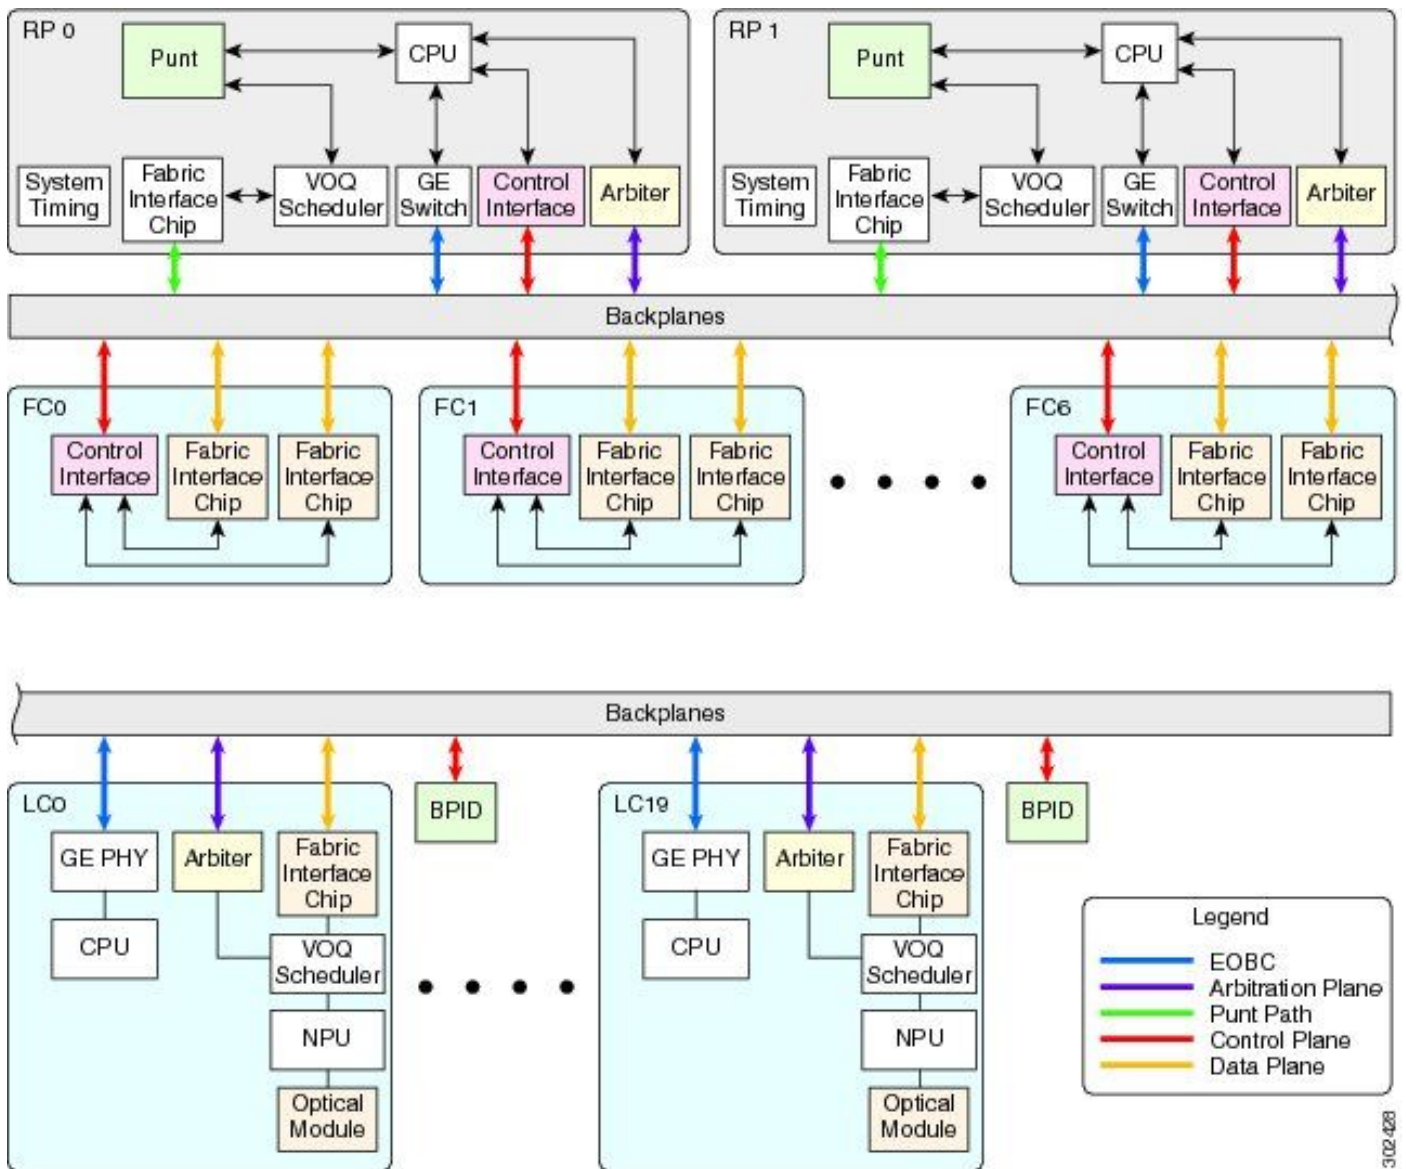 RP 0
Punt
CPU
System
Timing
Fabric
Interface
Chip
VOQ
Scheduler
GE
Switch
Control
Interface
Arbiter
RP 1
Punt
CPU
System
Timing
Fabric
Interface
Chip
VOQ
Scheduler
GE
Switch
Control
Interface
Arbiter
Backplanes
FC0
Control
Interface
Fabric
Interface
Chip
Fabric
Interface
Chip
FC1
Control
Interface
Fabric
Interface
Chip
Fabric
Interface
Chip
FC6
Control
Interface
Fabric
Interface
Chip
Fabric
Interface
Chip
Backplanes
LC0
GE PHY
CPU
Arbiter
Fabric
Interface
Chip
VOQ
Scheduler
NPU
Optical
Module
BPID
LC19
GE PHY
CPU
Arbiter
Fabric
Interface
Chip
VOQ
Scheduler
NPU
Optical
Module
BPID
Legend
EOBC
Arbitration Plane
Punt Path
Control Plane
Data Plane
302428